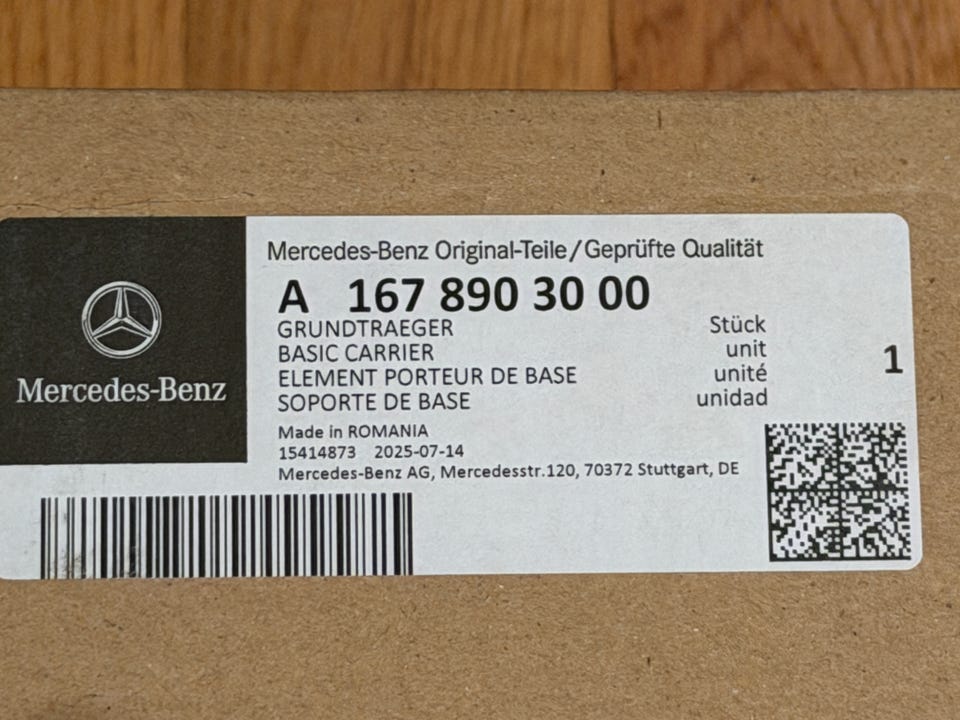 Mercedes-Benz
Mercedes-Benz Original-Teile/Geprüfte Qualität
A 167 890 30 00
GRUNDTRAEGER Stück
BASIC CARRIER unit
ELEMENT PORTEUR DE BASE unité
SOPORTE DE BASE unidad
1
Made in ROMANIA
15414873 2025-07-14
Mercedes-Benz AG, Mercedesstr.120, 70372 Stuttgart, DE